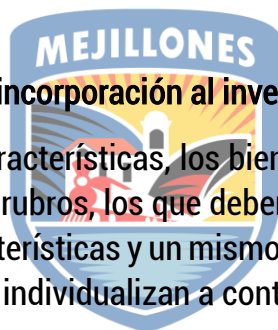 MEJILLONES
incorporación al inve
racterísticas, los bien
rubros, los que deber
terísticas y un mismo
individualizan a cont